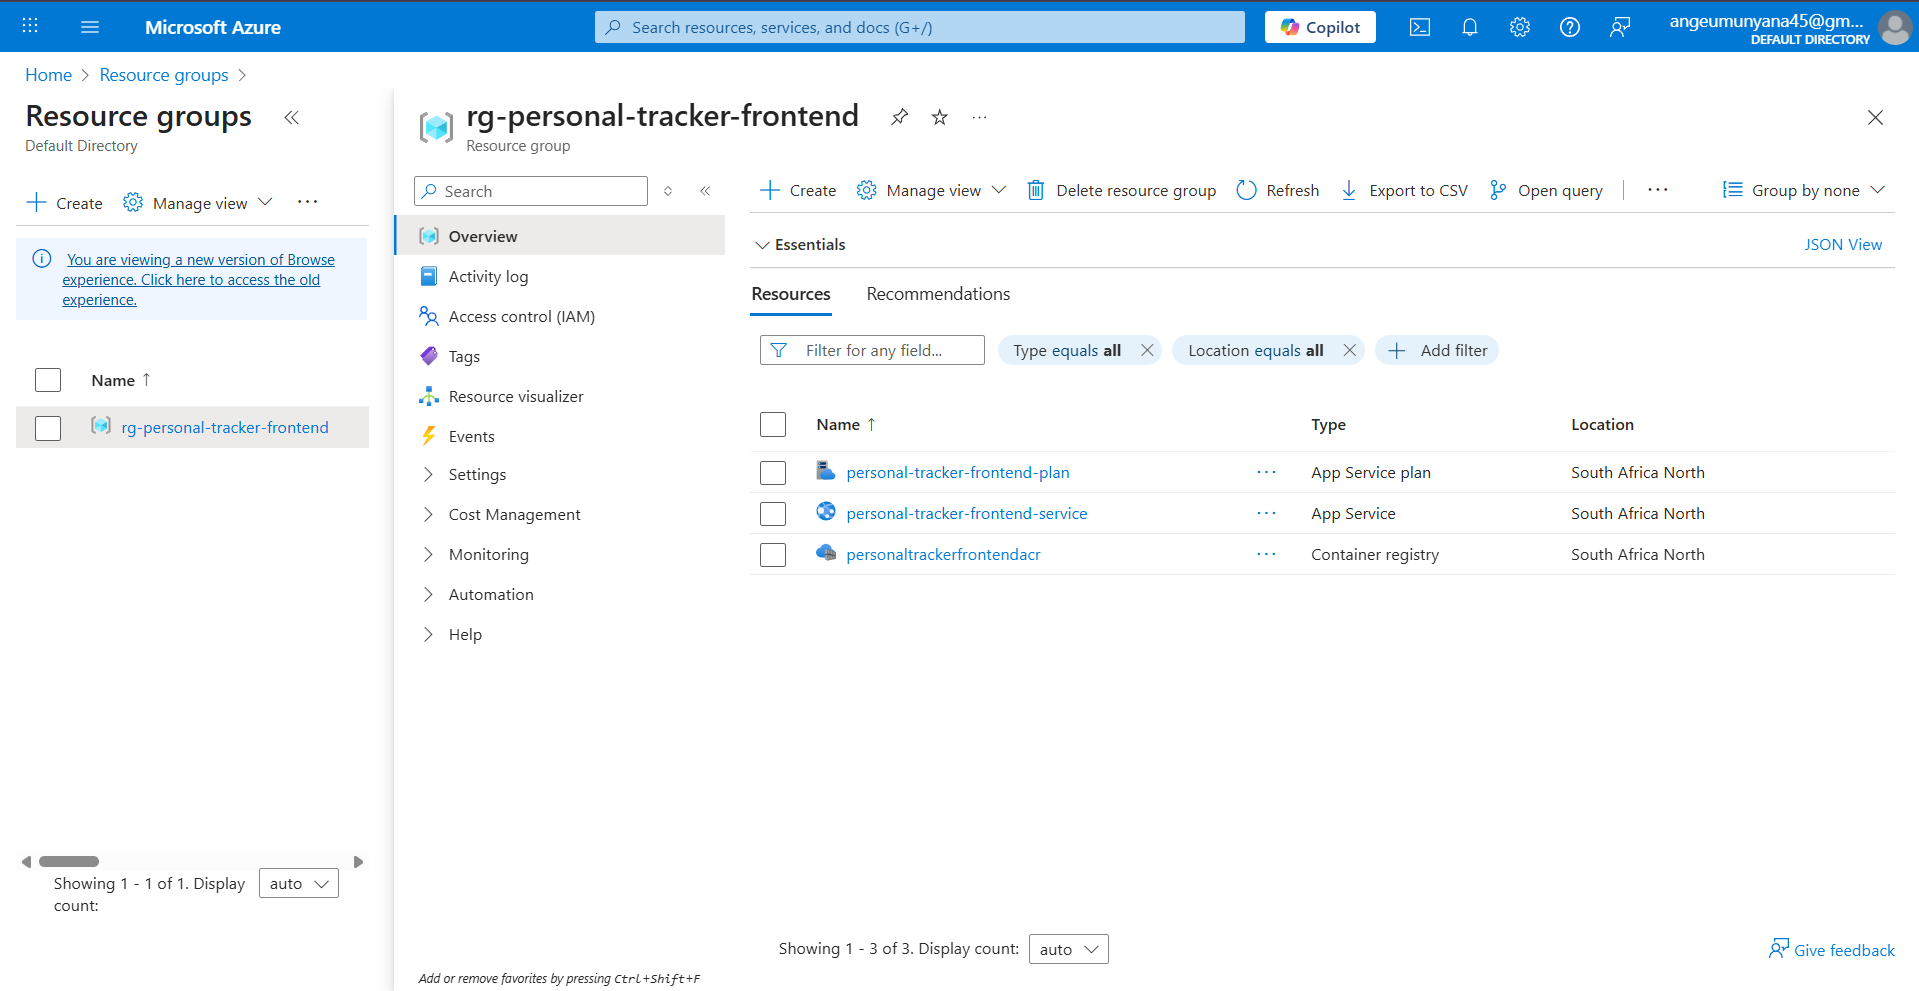 Microsoft Azure
Search resources, services, and docs (G+/)
Copilot
angeumunyana45@gm...
DEFAULT DIRECTORY
Home > Resource groups >
Resource groups
Default Directory
Create
Manage view
...
You are viewing a new version of Browse
experience. Click here to access the old
experience.
Name ↑
rg-personal-tracker-frontend
Showing 1 - 1 of 1. Display
count:
auto
rg-personal-tracker-frontend
...
Resource group
Search
Overview
Activity log
Access control (IAM)
Tags
Resource visualizer
Events
Settings
Cost Management
Monitoring
Automation
Help
Add or remove favorites by pressing Ctrl+Shift+F
Create
Manage view
Delete resource group
Refresh
Export to CSV
Open query
...
Group by none
Essentials
JSON View
Resources
Recommendations
Filter for any field...
Type equals all
Location equals all
Add filter
Name ↑ Type Location
personal-tracker-frontend-plan ... App Service plan South Africa North
personal-tracker-frontend-service ... App Service South Africa North
personaltrackerfrontendacr ... Container registry South Africa North
Showing 1 - 3 of 3. Display count: auto
Give feedback